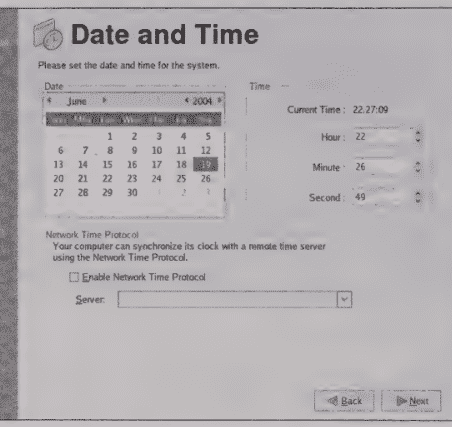 Date and Time
Please set the date and time for the system.
Date
June 2004
1 2 3 4 5
6 7 8 9 10 11 12
13 14 15 16 17 18 19
20 21 22 23 24 25 26
27 28 29 30
Time
Current Time : 22:27:09
Hour : 22
Minute : 26
Second : 49
Network Time Protocol
Your computer can synchronize its clock with a remote time server
using the Network Time Protocol.
Enable Network Time Protocol
Server:
Back
Next